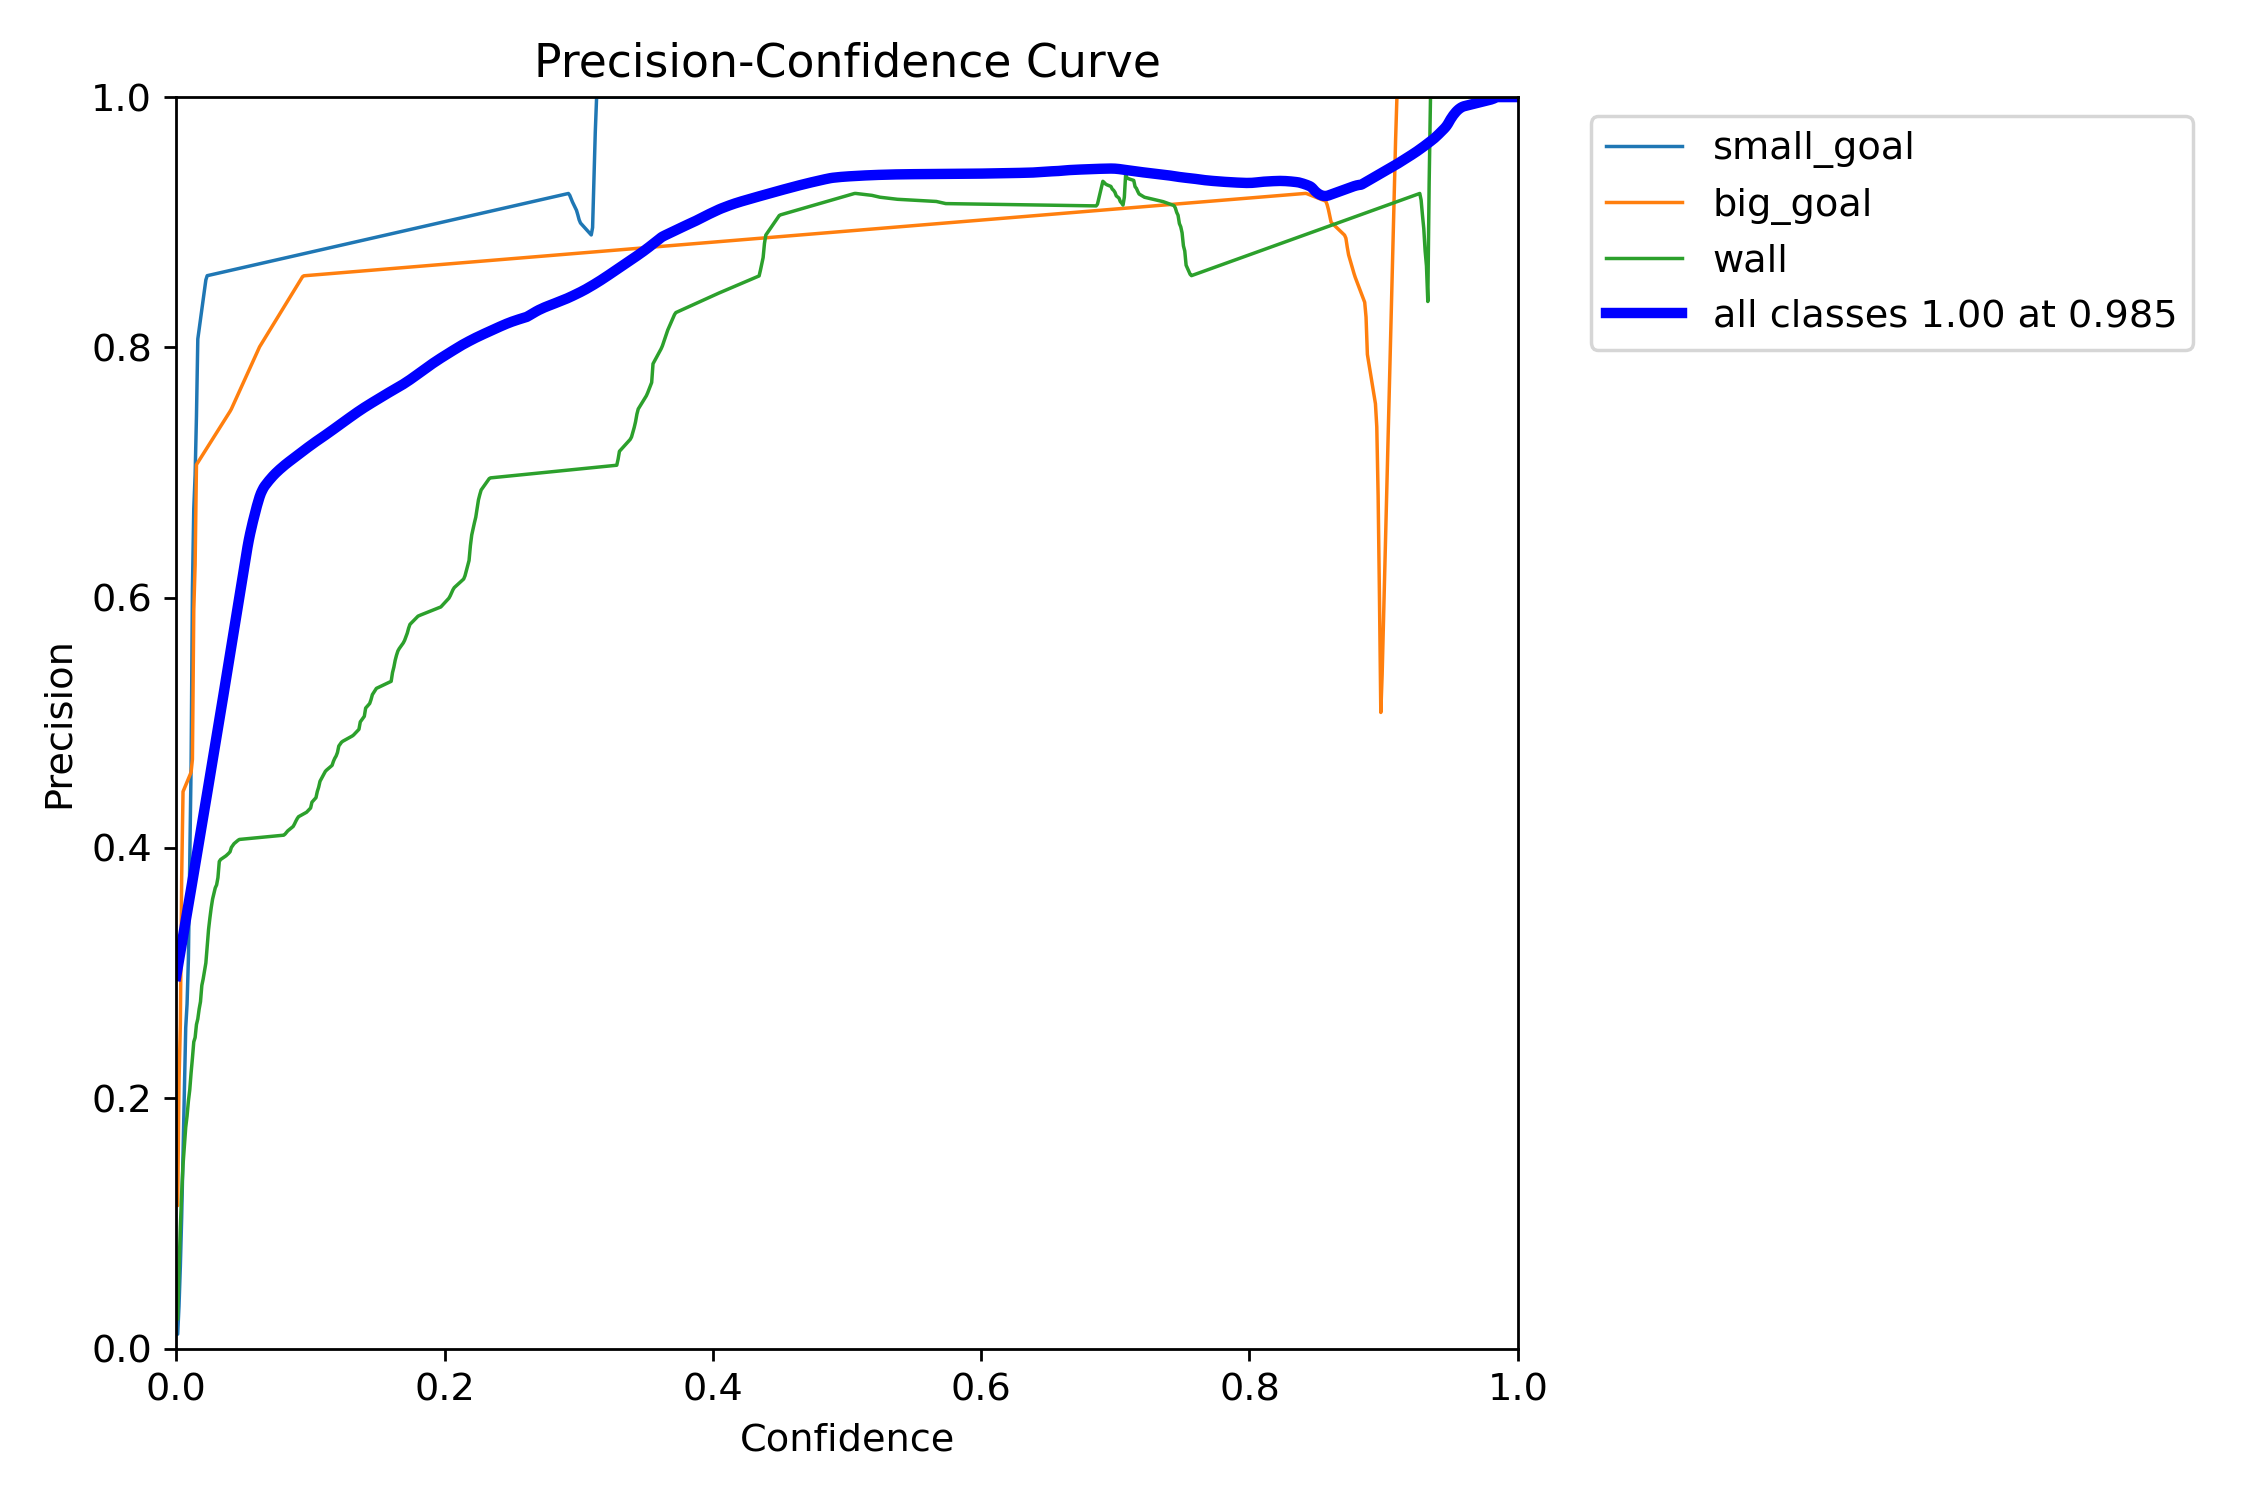 Precision-Confidence Curve
1.0
0.8
0.6
0.4
0.2
0.0
Precision
0.0 0.2 0.4 0.6 0.8 1.0
Confidence
small_goal
big_goal
wall
all classes 1.00 at 0.985